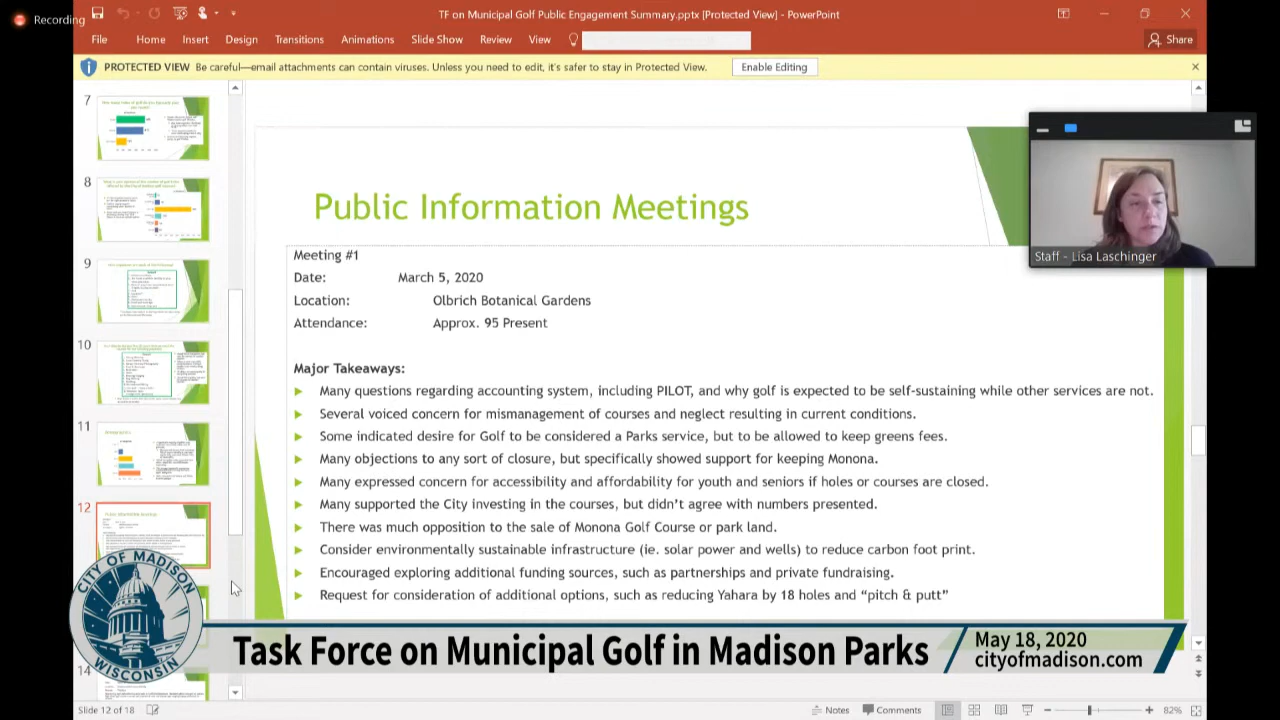 Recording
TF on Municipal Golf Public Engagement Summary.pptx [Protected View] - PowerPoint
File Home Insert Design Transitions Animations Slide Show Review View Share
PROTECTED VIEW Be careful—email attachments can contain viruses. Unless you need to edit, it's safer to stay in Protected View. Enable Editing
7
8
9
10
11
12
14
Public Information Meetings
Meeting #1
Date: March 5, 2020
Location: Olbrich Botanical Gardens
Attendance: Approx. 95 Present
Major Takeaways
questions regarding accounting practices, including PILOT, and why golf is expected to be self-sustaining while other services are not.
Several voiced concern for mismanagement of courses and neglect resulting in current conditions.
Some indicated desire for Golf to be considered a Parks service, but to be allowed to keep greens fees.
objections to any sort of closure but specifically showed support for keeping Monona.
Many expressed concern for accessibility and affordability for youth and seniors if holes or courses are closed.
Many supported the City investing in the courses, but didn't agree with numbers presented.
There was much opposition to the sale of Monona Golf Course or park land.
Consider environmentally sustainable infrastructure (ie. solar power and wells) to reduce carbon foot print.
Encouraged exploring additional funding sources, such as partnerships and private fundraising.
Request for consideration of additional options, such as reducing Yahara by 18 holes and “pitch & putt”
Staff - Lisa Laschinger
CITY OF MADISON
WISCONSIN
Task Force on Municipal Golf in Madison Parks
May 18, 2020
cityofmadison.com
Slide 12 of 18 Notes Comments 82%